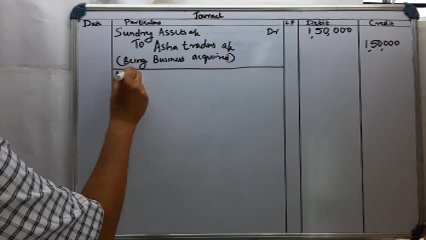 Journal
Date Particulars L.F Debit Credit
Sundry Assets a/c Dr 1,50,000
To Asha traders a/c 1,50,000
(Being Business acquired)